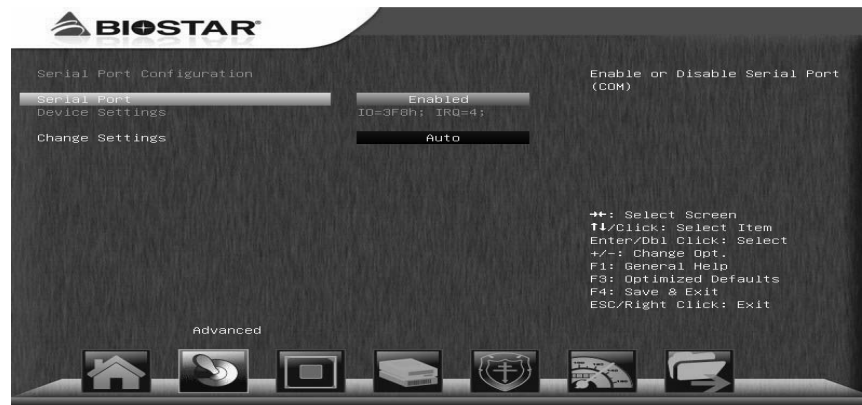 BIOSTAR
Serial Port Configuration
Serial Port Enabled
Device Settings IO=3F8h; IRQ=4;
Change Settings Auto
Enable or Disable Serial Port
(COM)
→←: Select Screen
↑↓/Click: Select Item
Enter/Dbl Click: Select
+/-: Change Opt.
F1: General Help
F3: Optimized Defaults
F4: Save & Exit
ESC/Right Click: Exit
Advanced